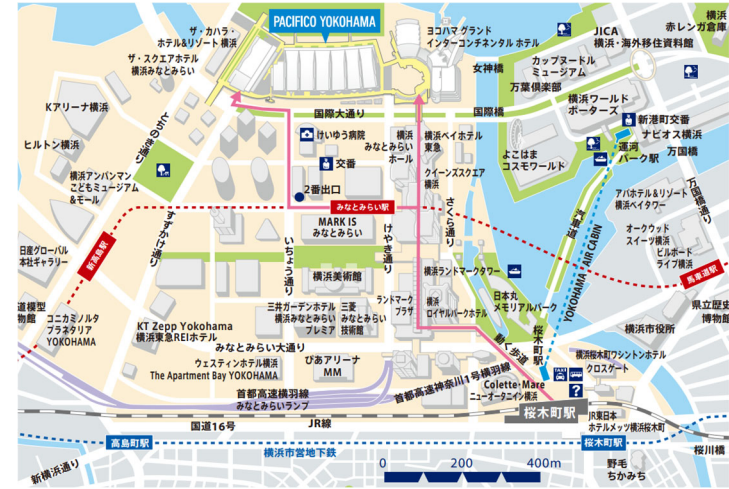 PACIFICO YOKOHAMA
ザ・カハラ・
ホテル&リゾート 横浜
ザ・スクエアホテル
横浜みなとみらい
ヨコハマ グランド
インターコンチネンタル ホテル
JICA
横浜・海外移住資料館
横浜
赤レンガ倉庫
カップヌードル
ミュージアム
万葉倶楽部
女神橋
Kアリーナ横浜
とちのき通り
国際大通り
国際橋
横浜ワールド
ポーターズ
新港町交番
ナビオス横浜
運河
パーク駅
万国橋
けいゆう病院
横浜
みなとみらい
ホール
横浜ベイホテル
東急
ヒルトン横浜
交番
よこはま
コスモワールド
クイーンズスクエア
横浜
横浜アンパンマン
こどもミュージアム
&モール
2番出口
みなとみらい駅
さくら通り
汽車道
アパホテル&リゾート
横浜ベイタワー
万国橋通り
すずかけ通り
MARK IS
みなとみらい
けやき通り
オークウッド
スイーツ横浜
ビルボード
ライブ横浜
日産グローバル
本社ギャラリー
新高島駅
いちょう通り
横浜美術館
横浜ランドマークタワー
YOKOHAMA AIR CABIN
馬車道駅
道模型
物館
コニカミノルタ
プラネタリア
YOKOHAMA
KT Zepp Yokohama
横浜東急REIホテル
三井ガーデンホテル
横浜みなとみらい
プレミア
三菱
みなとみらい
技術館
ランドマーク
プラザ
横浜
ロイヤルパークホテル
日本丸
メモリアルパーク
県立歴史
博物館
横浜市役所
みなとみらい大通り
動く歩道
桜木町駅
横浜桜木町ワシントンホテル
クロスゲート
ウェスティンホテル横浜
The Apartment Bay YOKOHAMA
ぴあアリーナ
MM
TAXI
?
首都高速横羽線
みなとみらいランプ
首都高速神奈川1号横羽線
Colette・Mare
ニューオータニイン横浜
桜木町駅
JR東日本
ホテルメッツ横浜桜木町
国道16号
JR線
高島町駅
横浜市営地下鉄
桜木町駅
桜川橋
新横浜通り
0 200 400m
野毛
ちかみち